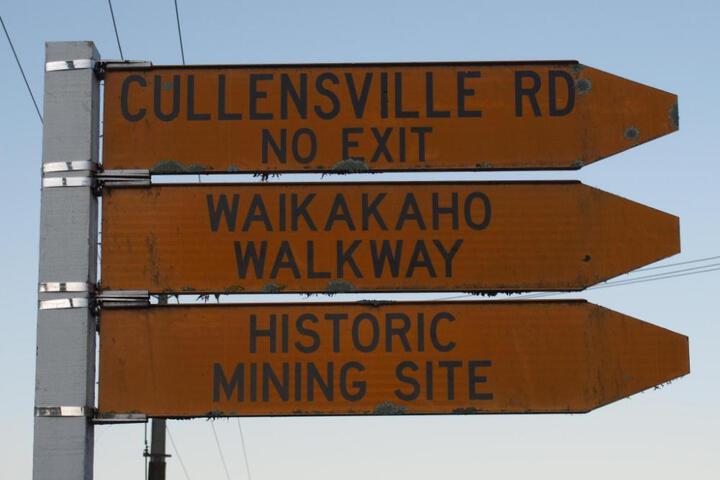 CULLENSVILLE RD
NO EXIT
WAIKAKAHO
WALKWAY
HISTORIC
MINING SITE